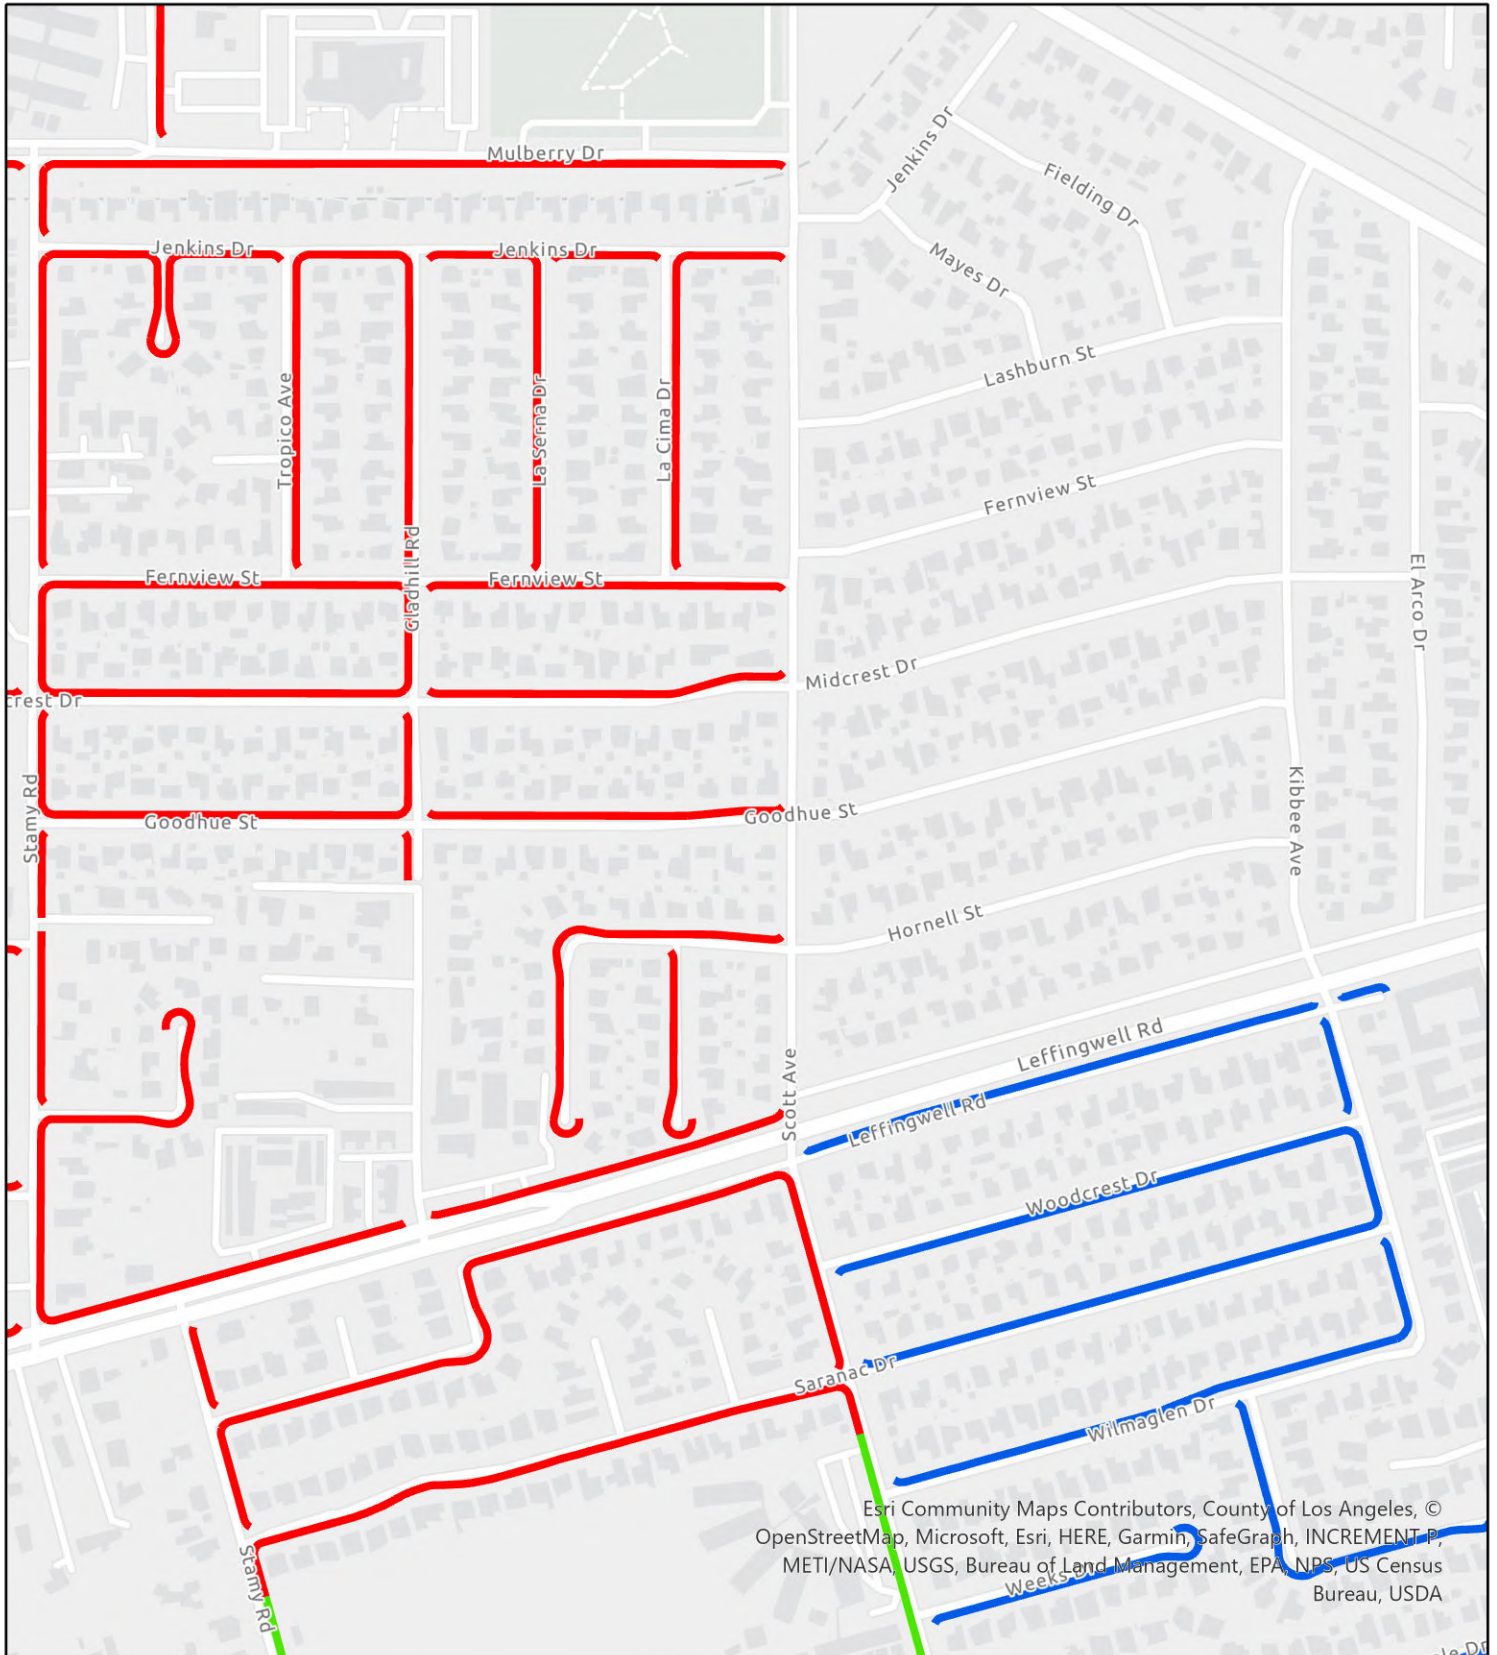 Mulberry Dr
Jenkins Dr
Fielding Dr
Jenkins Dr
Jenkins Dr
Mayes Dr
Lashburn St
Tropico Ave
La Serna Dr
La Cima Dr
Fernview St
Gladhill Rd
Fernview St
Fernview St
El Arco Dr
crest Dr
Midcrest Dr
Stamy Rd
Goodhue St
Goodhue St
Kibbee Ave
Hornell St
Scott Ave
Leffingwell Rd
Leffingwell Rd
Woodcrest Dr
Saranac Dr
Wilmaglen Dr
Stamy Rd
Weeks Dr
Esri Community Maps Contributors, County of Los Angeles, ©
OpenStreetMap, Microsoft, Esri, HERE, Garmin, SafeGraph, INCREMENT P,
METI/NASA, USGS, Bureau of Land Management, EPA, NPS, US Census
Bureau, USDA
le Dr